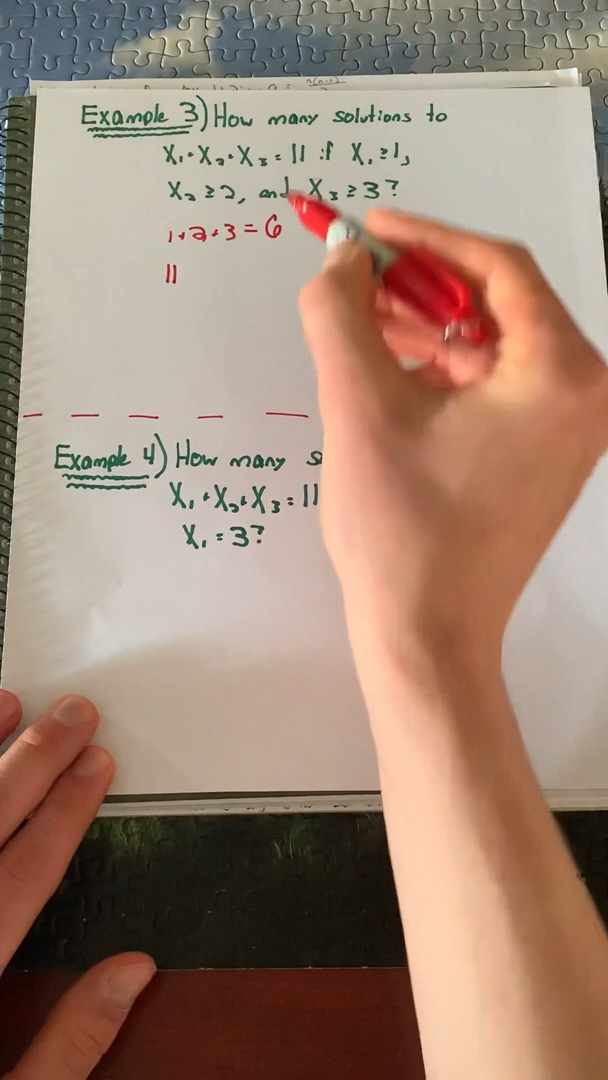 Example 3) How many solutions to
X₁+X₂+X₃=11 if X₁≥1,
X₂≥2, and X₃≥3?
1+2+3=6
11
Example 4) How many
X₁+X₂+X₃=11
X₁=3?